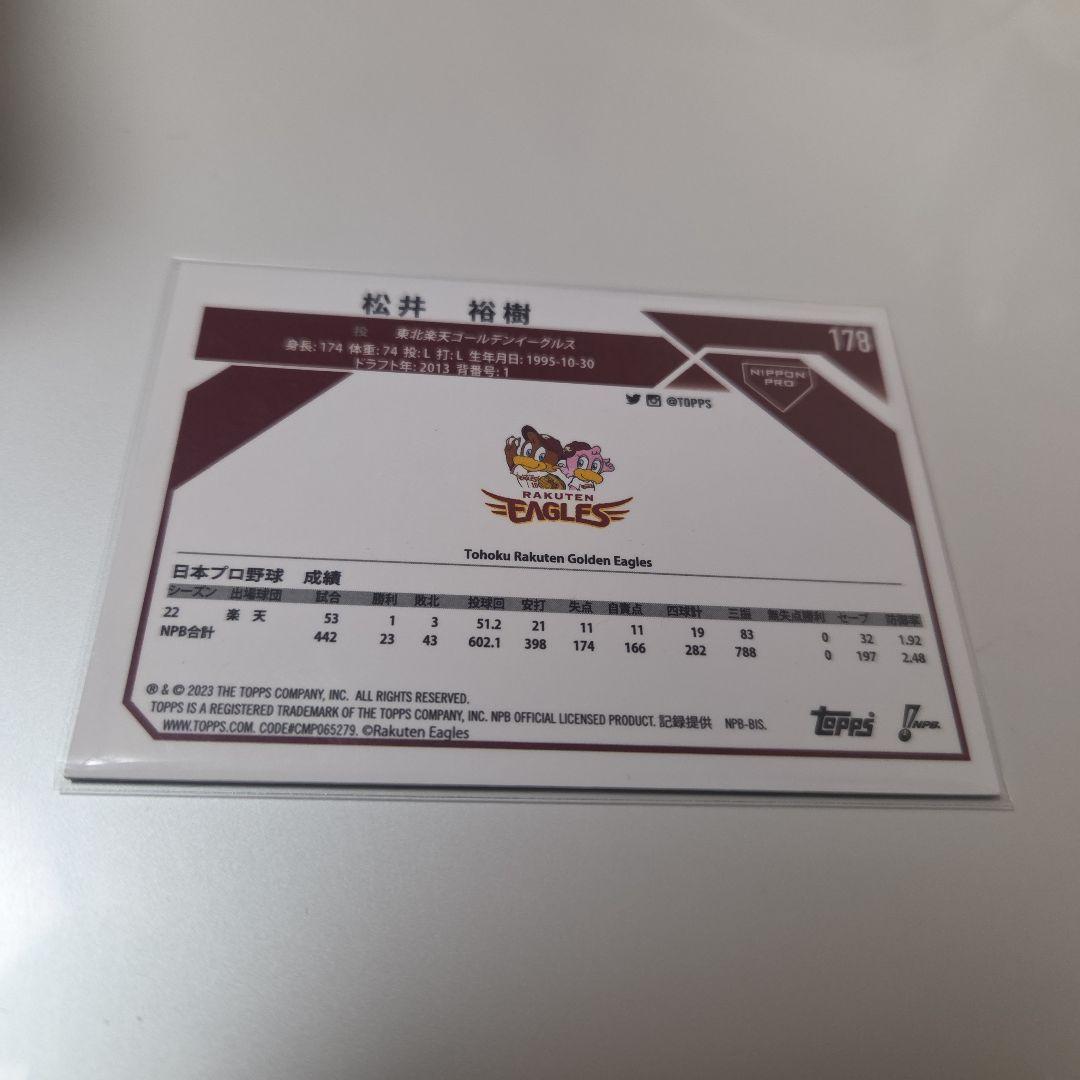 松井 裕樹
178
投 東北楽天ゴールデンイーグルス
身長: 174 体重: 74 投: L 打: L 生年月日: 1995-10-30
ドラフト年: 2013 背番号: 1
NIPPON
PRO
@TOPPS
RAKUTEN
EAGLES
Tohoku Rakuten Golden Eagles
日本プロ野球 成績
シーズン 出場球団 試合 勝利 敗北 投球回 安打 失点 自責点 四球計 三振 無失点勝利 セーブ 防御率
22 楽天 53 1 3 51.2 21 11 11 19 83 0 32 1.92
NPB合計 442 23 43 602.1 398 174 166 282 788 0 197 2.48
® & © 2023 THE TOPPS COMPANY, INC. ALL RIGHTS RESERVED.
TOPPS IS A REGISTERED TRADEMARK OF THE TOPPS COMPANY, INC. NPB OFFICIAL LICENSED PRODUCT. 記録提供 NPB-BIS.
WWW.TOPPS.COM. CODE#CMP065279. ©Rakuten Eagles
topps
NPB.